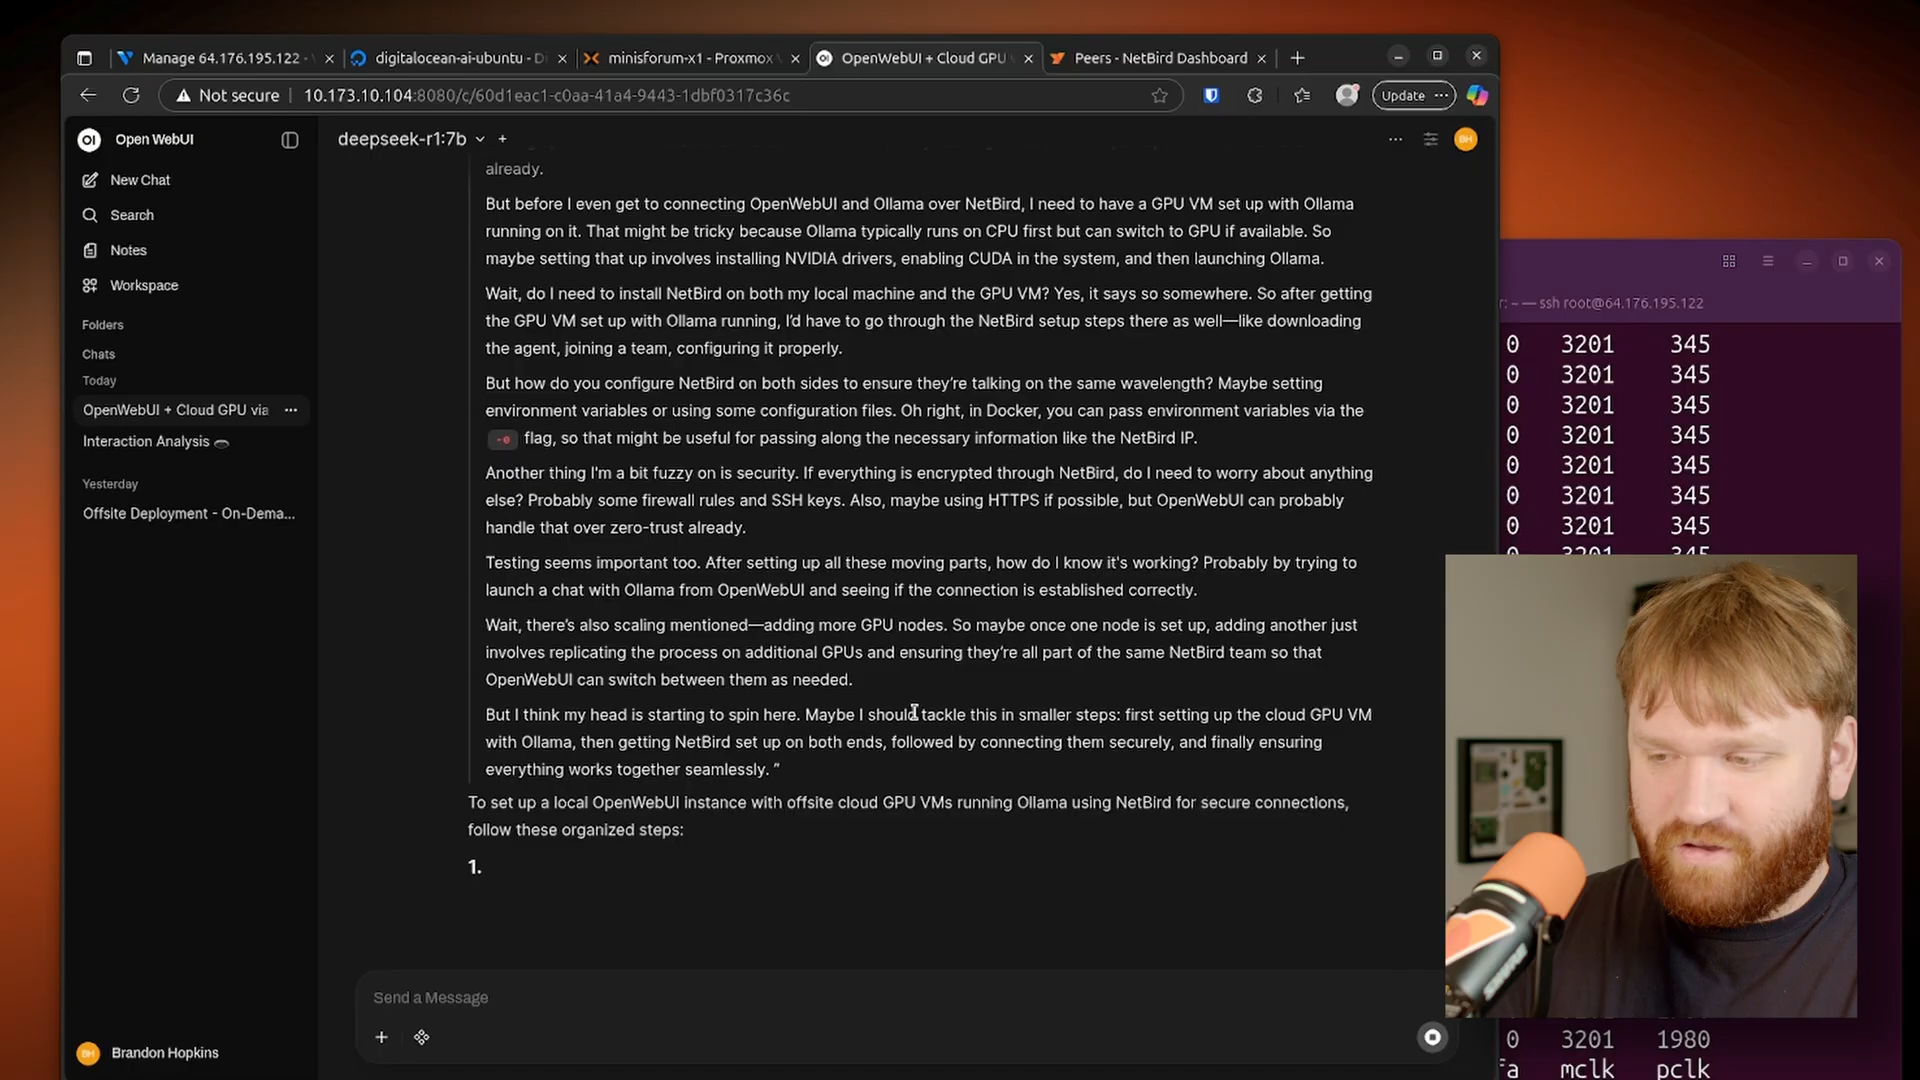 Manage 64.176.195.122 -
digitalocean-ai-ubuntu - Di
minisforum-x1 - Proxmox
OpenWebUI + Cloud GPU
Peers - NetBird Dashboard
Not secure
10.173.10.104:8080/c/60d1eac1-c0aa-41a4-9443-1dbf0317c36c
Update
OI Open WebUI
New Chat
Search
Notes
Workspace
Folders
Chats
Today
OpenWebUI + Cloud GPU via
Interaction Analysis
Yesterday
Offsite Deployment - On-Dema...
BH Brandon Hopkins
deepseek-r1:7b
BH
already.
But before I even get to connecting OpenWebUI and Ollama over NetBird, I need to have a GPU VM set up with Ollama
running on it. That might be tricky because Ollama typically runs on CPU first but can switch to GPU if available. So
maybe setting that up involves installing NVIDIA drivers, enabling CUDA in the system, and then launching Ollama.
Wait, do I need to install NetBird on both my local machine and the GPU VM? Yes, it says so somewhere. So after getting
the GPU VM set up with Ollama running, I'd have to go through the NetBird setup steps there as well—like downloading
the agent, joining a team, configuring it properly.
But how do you configure NetBird on both sides to ensure they're talking on the same wavelength? Maybe setting
environment variables or using some configuration files. Oh right, in Docker, you can pass environment variables via the
-e flag, so that might be useful for passing along the necessary information like the NetBird IP.
Another thing I'm a bit fuzzy on is security. If everything is encrypted through NetBird, do I need to worry about anything
else? Probably some firewall rules and SSH keys. Also, maybe using HTTPS if possible, but OpenWebUI can probably
handle that over zero-trust already.
Testing seems important too. After setting up all these moving parts, how do I know it's working? Probably by trying to
launch a chat with Ollama from OpenWebUI and seeing if the connection is established correctly.
Wait, there's also scaling mentioned—adding more GPU nodes. So maybe once one node is set up, adding another just
involves replicating the process on additional GPUs and ensuring they're all part of the same NetBird team so that
OpenWebUI can switch between them as needed.
But I think my head is starting to spin here. Maybe I should tackle this in smaller steps: first setting up the cloud GPU VM
with Ollama, then getting NetBird set up on both ends, followed by connecting them securely, and finally ensuring
everything works together seamlessly. ”
To set up a local OpenWebUI instance with offsite cloud GPU VMs running Ollama using NetBird for secure connections,
follow these organized steps:
1.
Send a Message
r: ~ — ssh root@64.176.195.122
0 3201 345
0 3201 345
0 3201 345
0 3201 345
0 3201 345
0 3201 345
0 3201 345
0 3201 345
0 3201 1980
fa mclk pclk